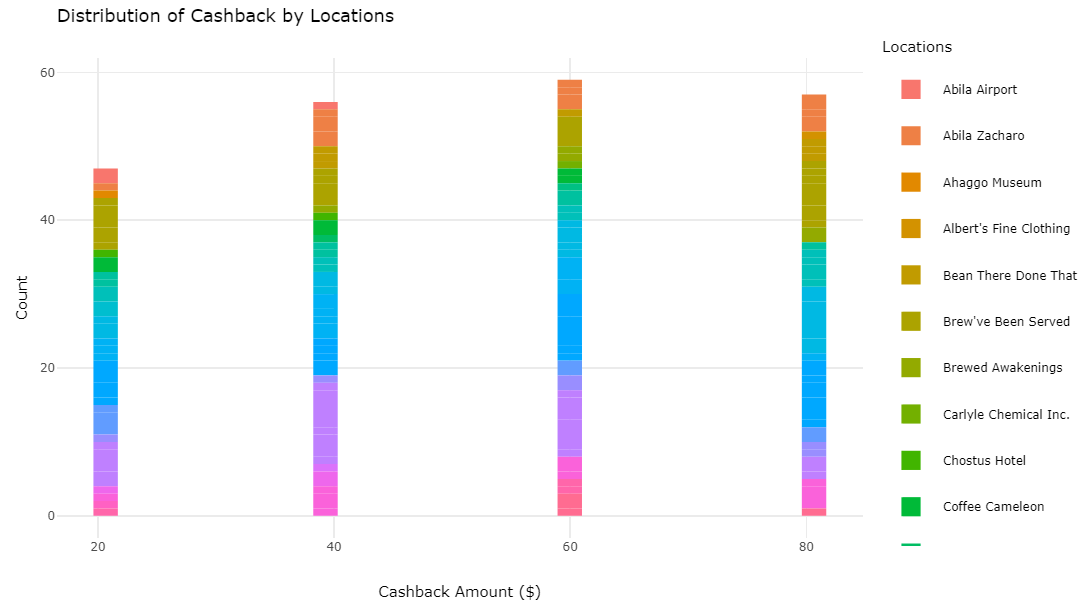 Distribution of Cashback by Locations
Locations
Abila Airport
Abila Zacharo
Ahaggo Museum
Albert's Fine Clothing
Bean There Done That
Brew've Been Served
Brewed Awakenings
Carlyle Chemical Inc.
Chostus Hotel
Coffee Cameleon
60
40
20
0
Count
20
40
60
80
Cashback Amount ($)